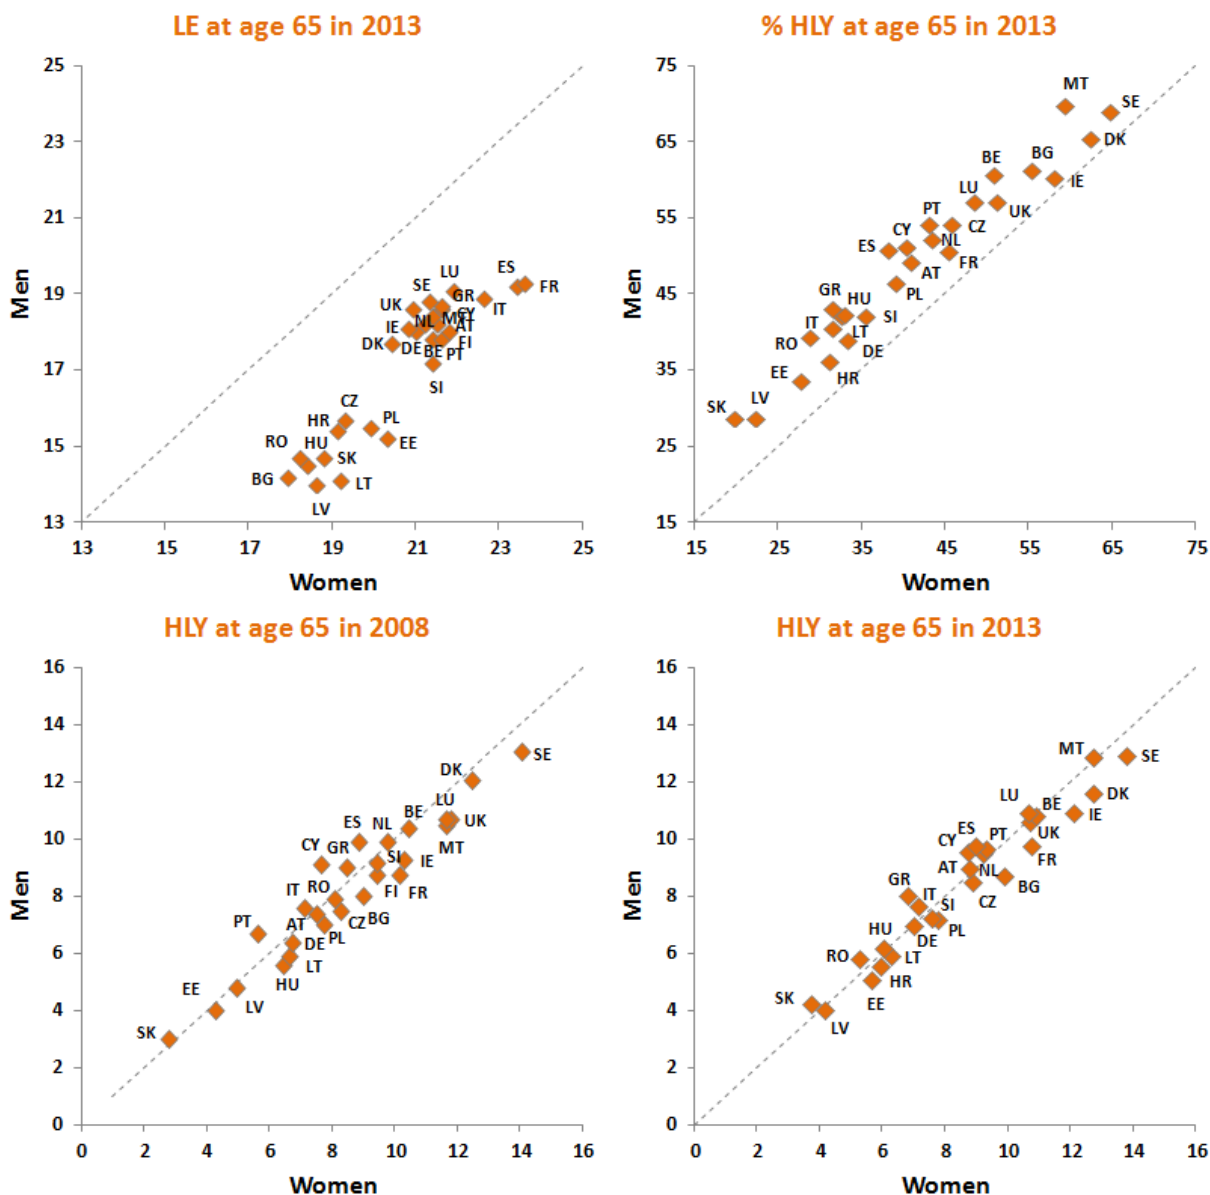 LE at age 65 in 2013
25
23
21
19
17
15
13
Men
ES
FR
LU
SE
GR
IT
UK
CY
MT
NL
AT
IE
FI
DK
DE
BE
PT
SI
CZ
HR
PL
EE
RO
HU
SK
BG
LT
LV
13 15 17 19 21 23 25
Women
% HLY at age 65 in 2013
75
65
55
45
35
25
15
Men
MT
SE
DK
BE
BG
IE
LU
UK
PT
CZ
CY
NL
ES
FR
AT
PL
GR
HU
SI
IT
LT
RO
DE
EE
HR
SK
LV
15 25 35 45 55 65 75
Women
HLY at age 65 in 2008
16
14
12
10
8
6
4
2
0
Men
SE
DK
LU
BE
UK
ES
NL
MT
CY
GR
SI
IE
IT
RO
FI
FR
PT
AT
CZ
BG
DE
PL
LT
HU
EE
LV
SK
0 2 4 6 8 10 12 14 16
Women
HLY at age 65 in 2013
16
14
12
10
8
6
4
2
0
Men
MT
SE
DK
LU
BE
IE
UK
ES
PT
CY
FR
AT
NL
BG
GR
IT
SI
CZ
PL
HU
DE
RO
LT
HR
EE
SK
LV
0 2 4 6 8 10 12 14 16
Women